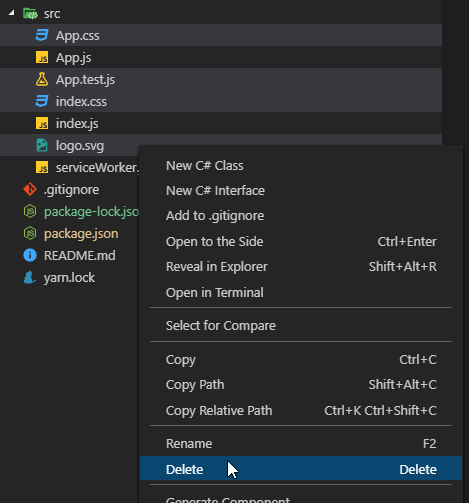 src
App.css
App.js
App.test.js
index.css
index.js
logo.svg
serviceWorker.
.gitignore
package-lock.jso
package.json
README.md
yarn.lock
New C# Class
New C# Interface
Add to .gitignore
Open to the Side Ctrl+Enter
Reveal in Explorer Shift+Alt+R
Open in Terminal
Select for Compare
Copy Ctrl+C
Copy Path Shift+Alt+C
Copy Relative Path Ctrl+K Ctrl+Shift+C
Rename F2
Delete Delete
Generate Component